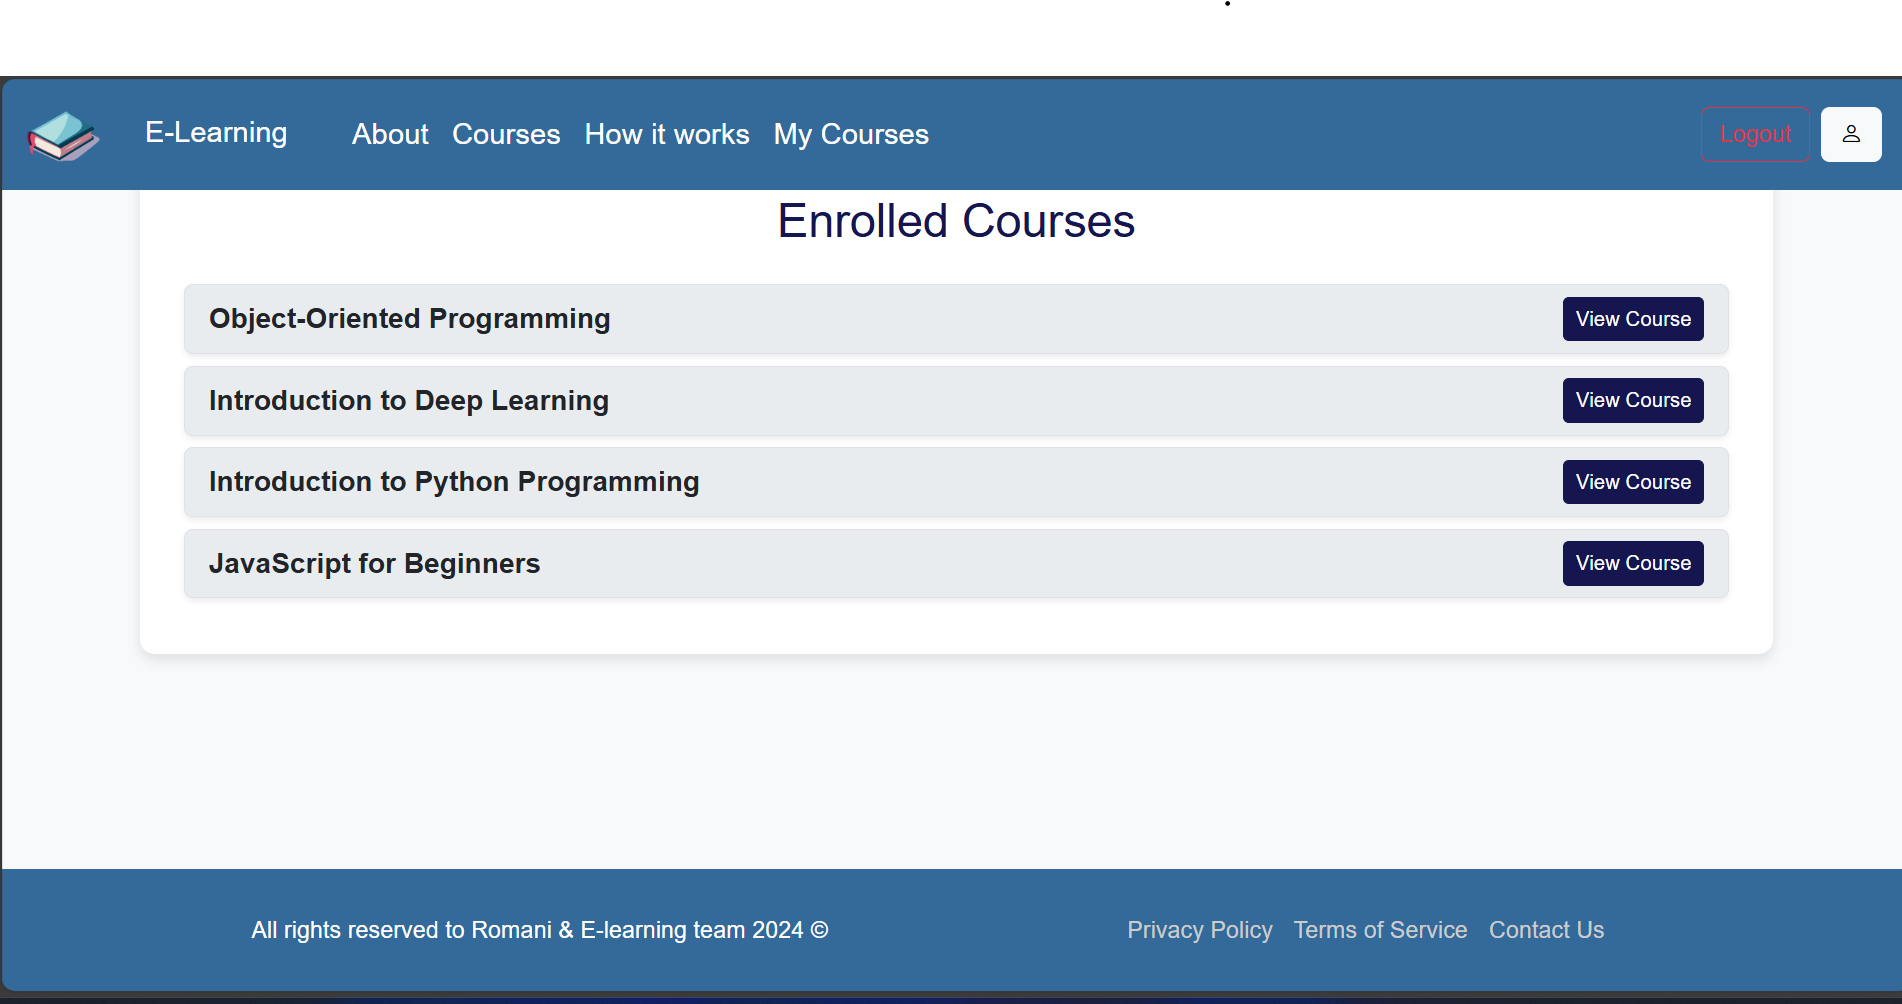 E-Learning About Courses How it works My Courses Logout
Enrolled Courses
Object-Oriented Programming View Course
Introduction to Deep Learning View Course
Introduction to Python Programming View Course
JavaScript for Beginners View Course
All rights reserved to Romani & E-learning team 2024 © Privacy Policy Terms of Service Contact Us